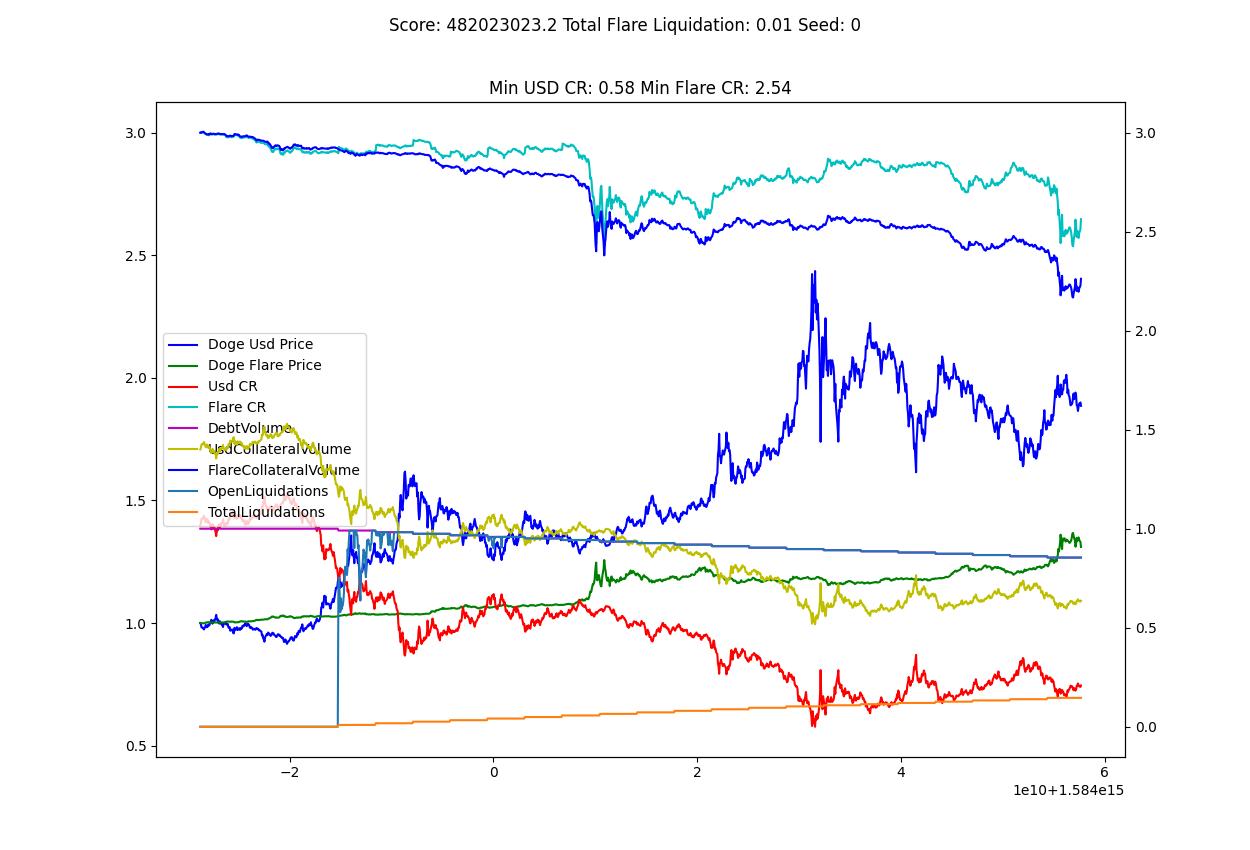 Score: 482023023.2 Total Flare Liquidation: 0.01 Seed: 0
Min USD CR: 0.58 Min Flare CR: 2.54
3.0
2.5
2.0
1.5
1.0
0.5
3.0
2.5
2.0
1.5
1.0
0.5
0.0
Doge Usd Price
Doge Flare Price
Usd CR
Flare CR
DebtVolume
UsdCollateralVolume
FlareCollateralVolume
OpenLiquidations
TotalLiquidations
−2 0 2 4 6
1e10+1.584e15